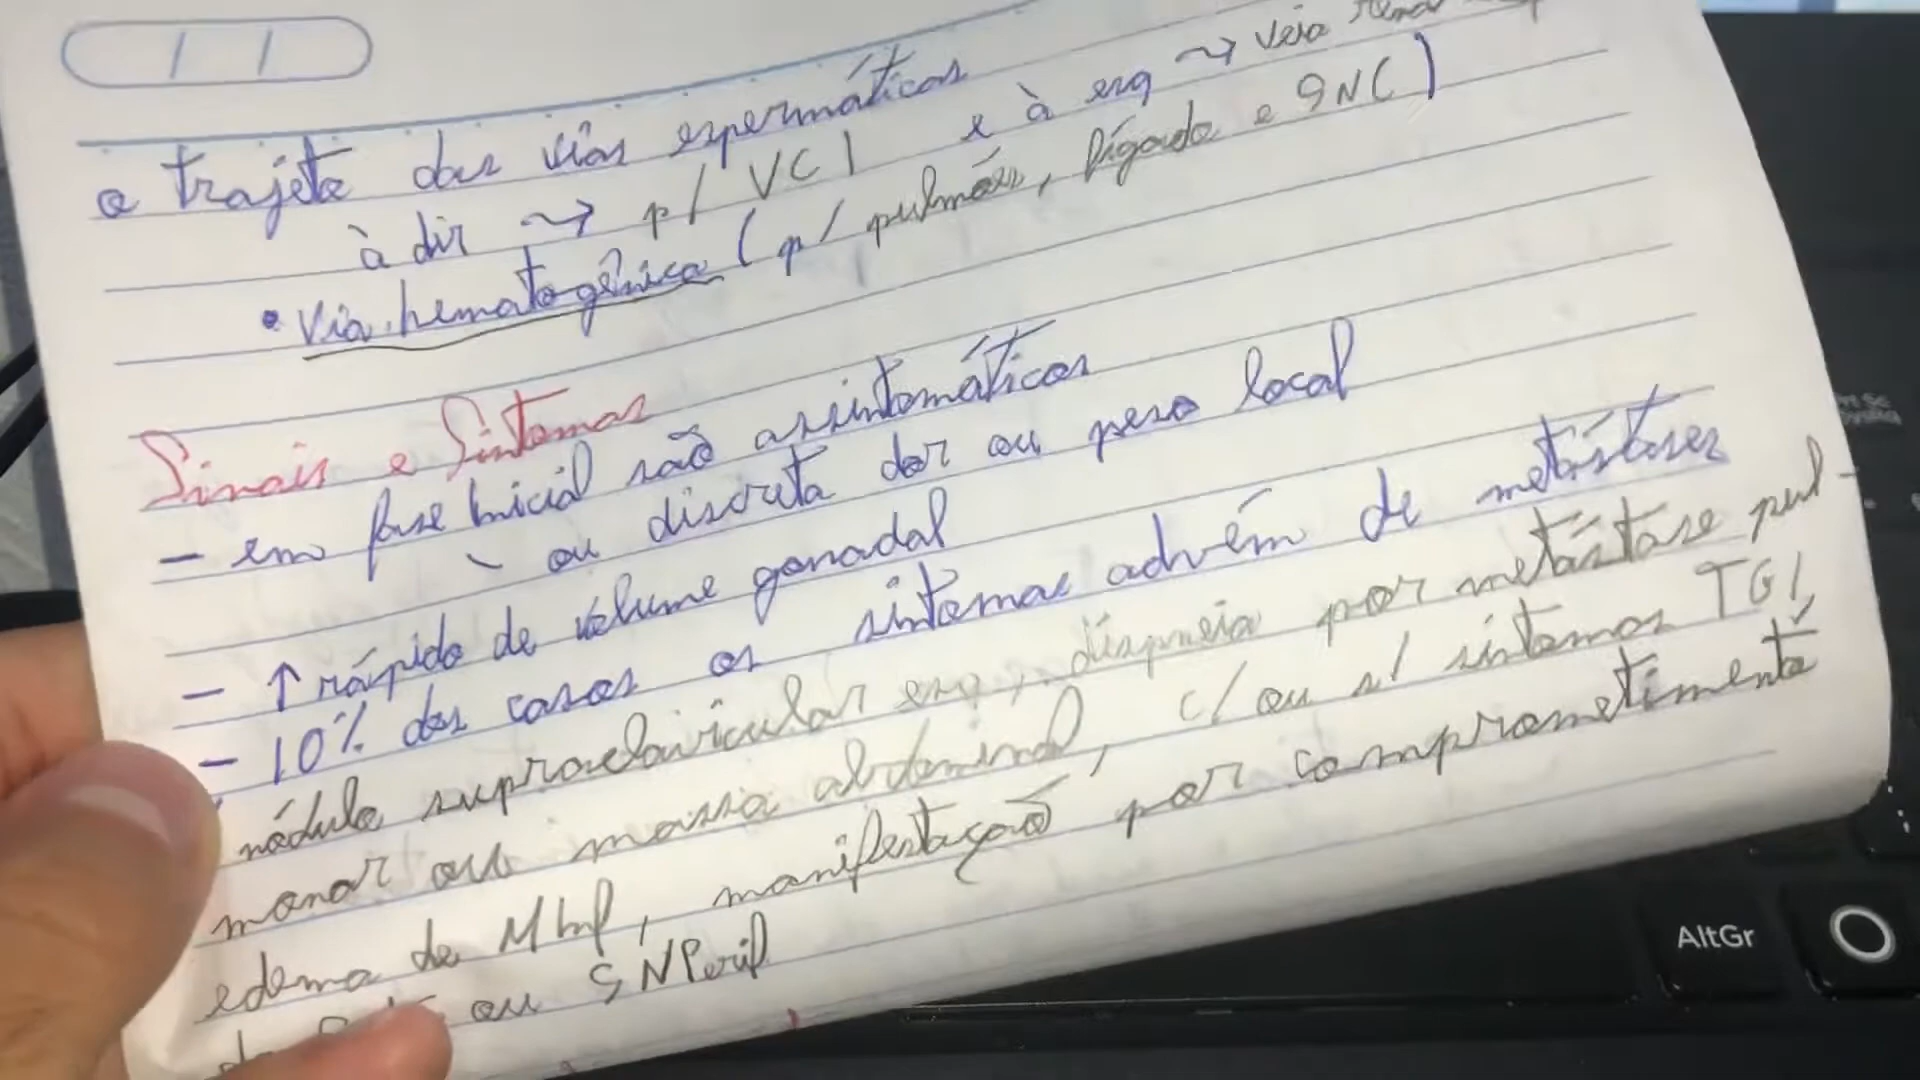 o trajeto das vias espermáticas
à dir → p/ VCI e à esq → veia renal
• Via hematogênica (p/ pulmões, fígado e SNC)
Sinais e Sintomas
- em fase inicial são assintomáticos
ou discreta dor ou peso local
- ↑ rápido de volume gonadal
- 10% dos casos os sintomas advém de metástases
nódulo supraclavicular esq, dispneia por metástase pul-
monar ou massa abdominal, c/ ou s/ sintomas TGI,
edema de MInf, manifestação por comprometimento
ou SNPerif
AltGr